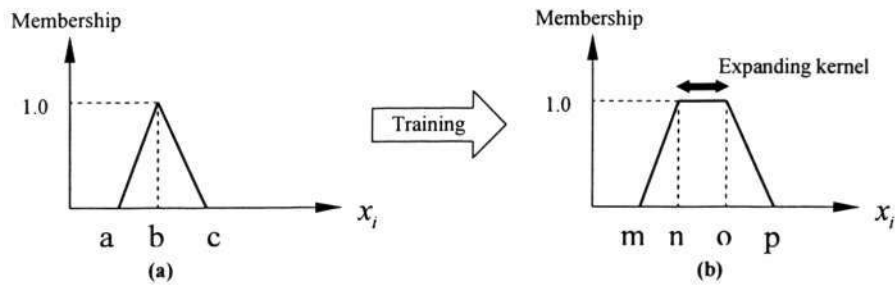 Membership
1.0
a b c
x_i
(a)
Training
Membership
Expanding kernel
1.0
m n o p
x_i
(b)